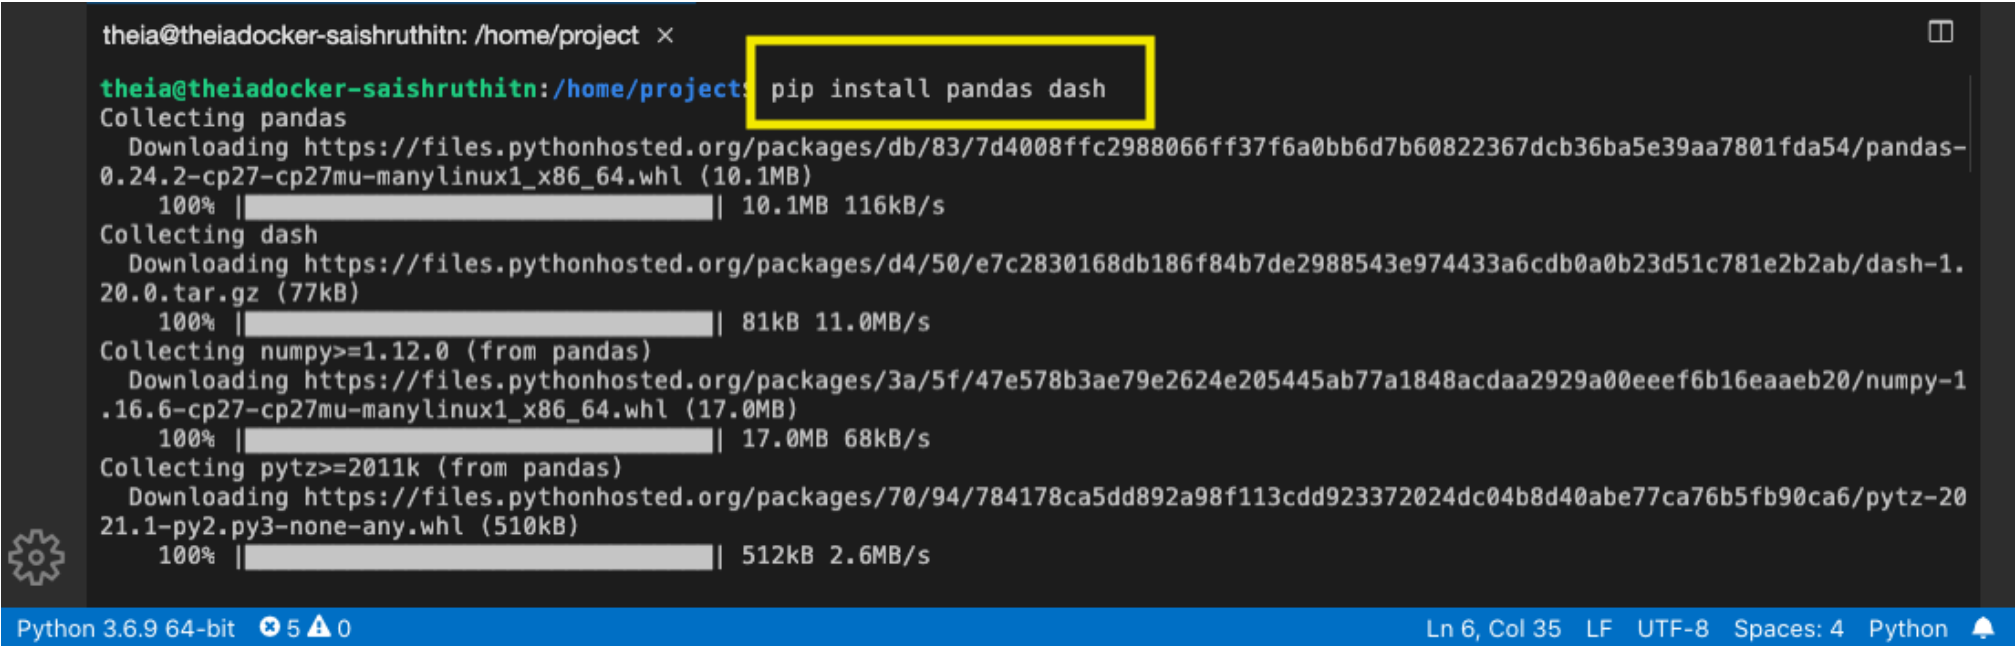 theia@theiadocker-saishruthitn: /home/project ×
theia@theiadocker-saishruthitn:/home/project$ pip install pandas dash
Collecting pandas
  Downloading https://files.pythonhosted.org/packages/db/83/7d4008ffc2988066ff37f6a0bb6d7b60822367dcb36ba5e39aa7801fda54/pandas-
0.24.2-cp27-cp27mu-manylinux1_x86_64.whl (10.1MB)
    100% || 10.1MB 116kB/s
Collecting dash
  Downloading https://files.pythonhosted.org/packages/d4/50/e7c2830168db186f84b7de2988543e974433a6cdb0a0b23d51c781e2b2ab/dash-1.
20.0.tar.gz (77kB)
    100% || 81kB 11.0MB/s
Collecting numpy>=1.12.0 (from pandas)
  Downloading https://files.pythonhosted.org/packages/3a/5f/47e578b3ae79e2624e205445ab77a1848acdaa2929a00eeef6b16eaaeb20/numpy-1
.16.6-cp27-cp27mu-manylinux1_x86_64.whl (17.0MB)
    100% || 17.0MB 68kB/s
Collecting pytz>=2011k (from pandas)
  Downloading https://files.pythonhosted.org/packages/70/94/784178ca5dd892a98f113cdd923372024dc04b8d40abe77ca76b5fb90ca6/pytz-20
21.1-py2.py3-none-any.whl (510kB)
    100% || 512kB 2.6MB/s
Python 3.6.9 64-bit 5 0 Ln 6, Col 35 LF UTF-8 Spaces: 4 Python